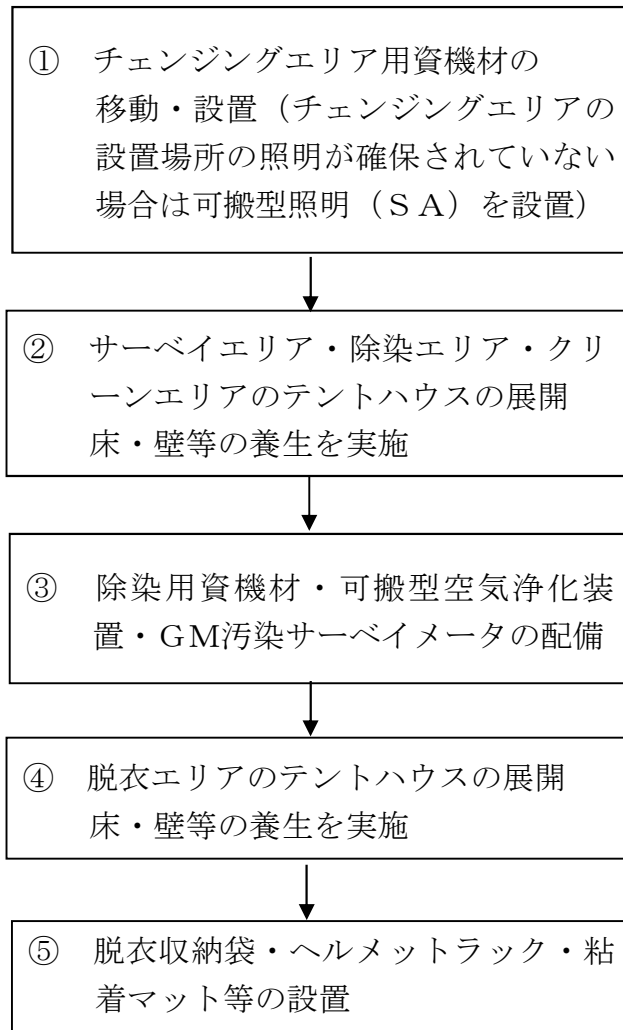 ① チェンジングエリア用資機材の
移動・設置（チェンジングエリアの
設置場所の照明が確保されていない
場合は可搬型照明（ＳＡ）を設置）
② サーベイエリア・除染エリア・クリ
ーンエリアのテントハウスの展開
床・壁等の養生を実施
③ 除染用資機材・可搬型空気浄化装
置・ＧＭ汚染サーベイメータの配備
④ 脱衣エリアのテントハウスの展開
床・壁等の養生を実施
⑤ 脱衣収納袋・ヘルメットラック・粘
着マット等の設置